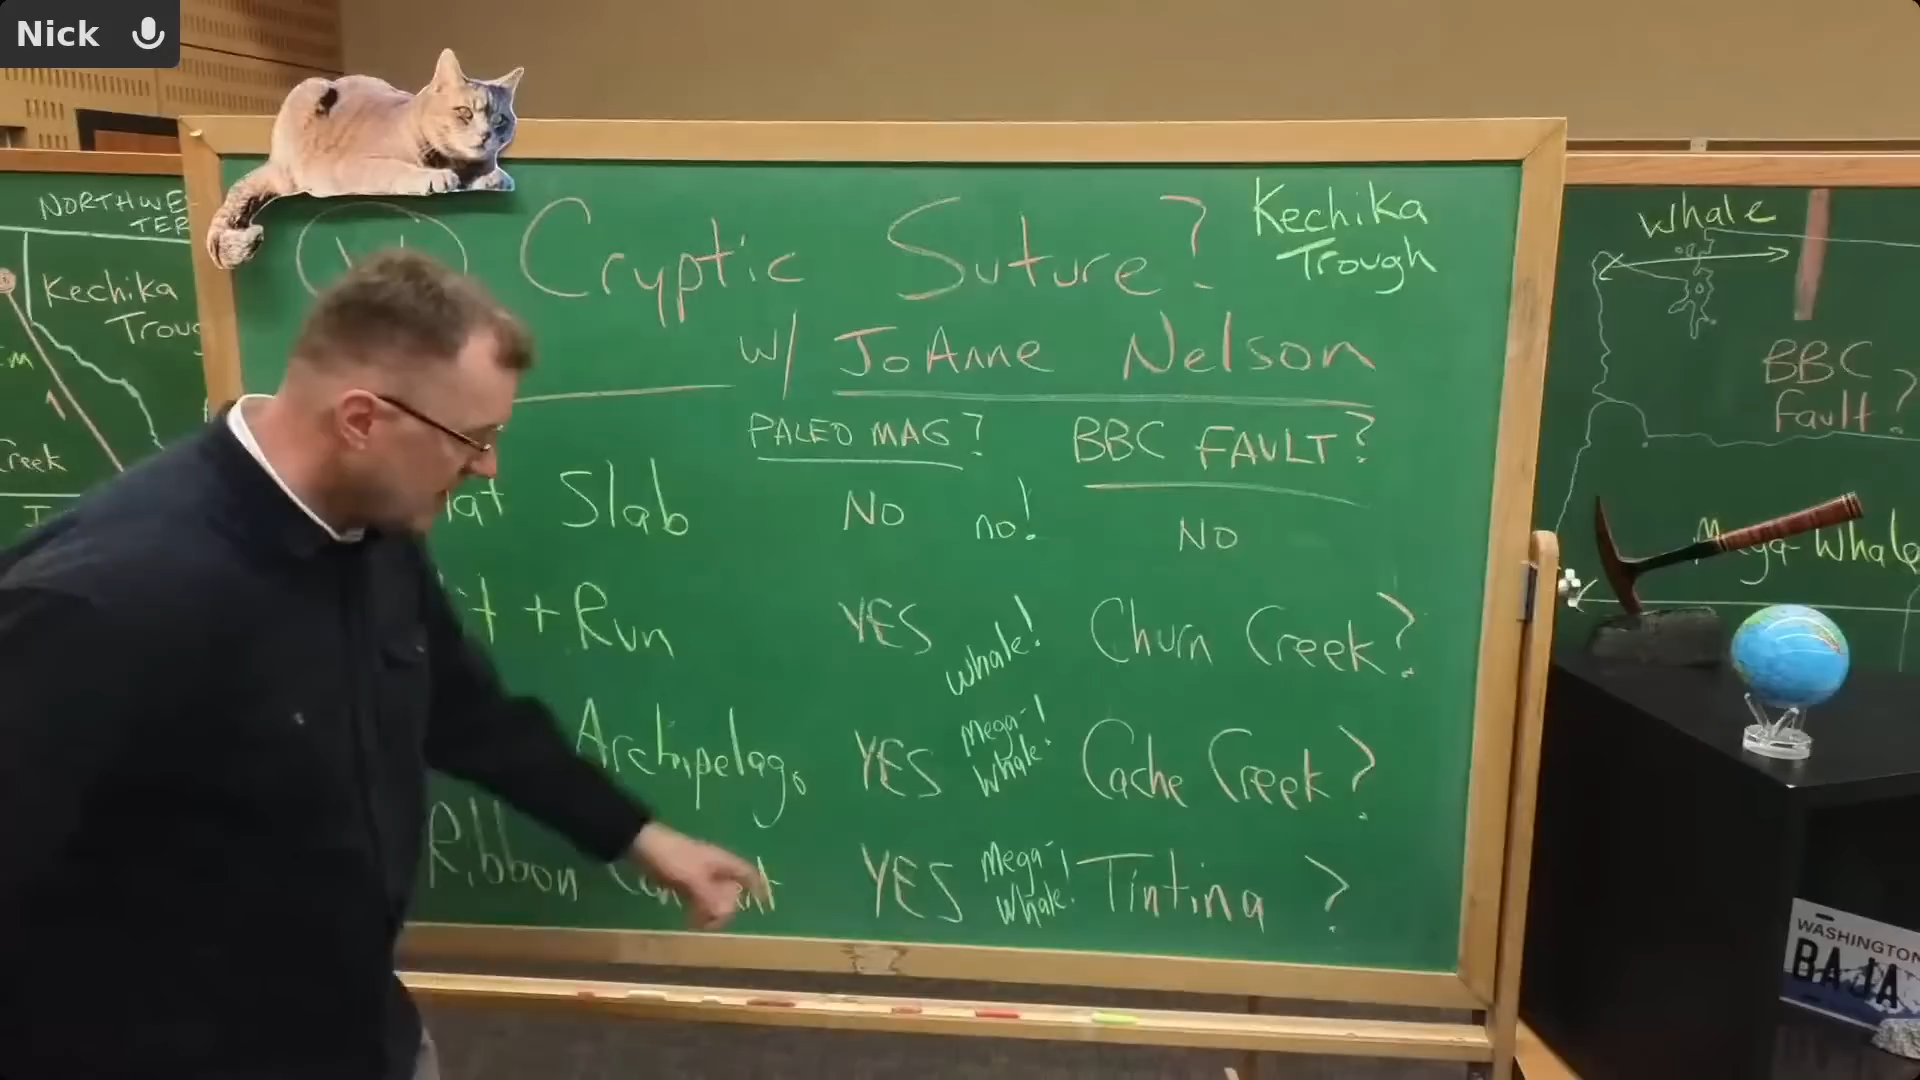 Nick
NORTHWE
TER
Kechika
Creek
Cryptic Suture?
Kechika
Trough
w/ JoAnne Nelson
PALEO MAG?
BBC FAULT?
Slab
NO
no!
NO
+ Run
YES
whale!
Churn Creek?
Archipelago
YES
Mega-
whale!
Cache Creek?
Ribbon
YES
Mega-
whale!
Tintina ?
whale
BBC
fault?
Mega-Whale
WASHINGTON
BAJA